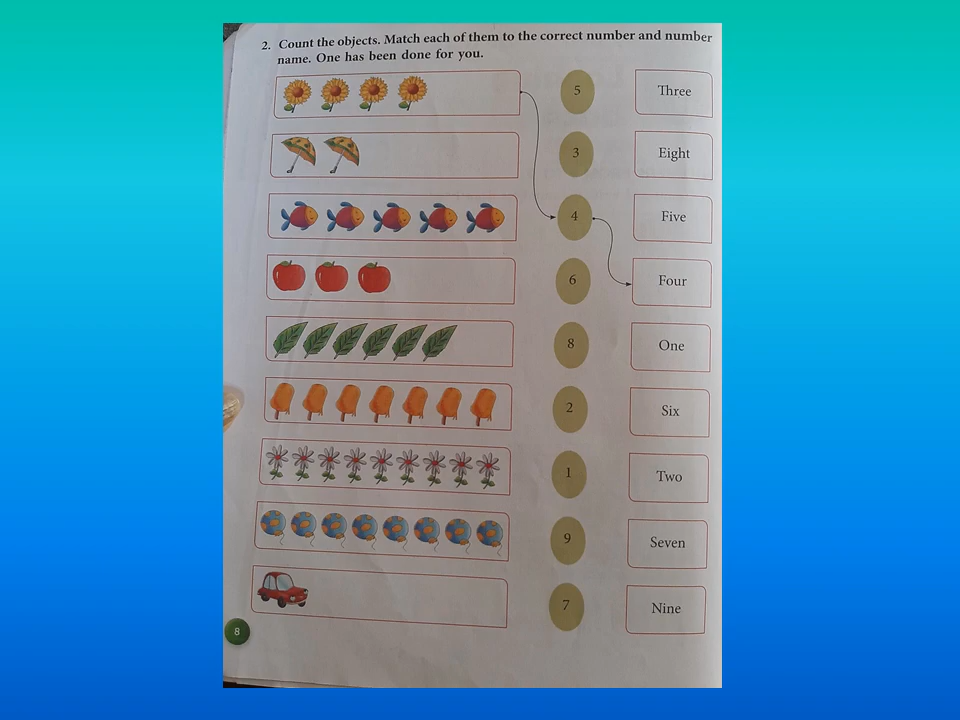 2. Count the objects. Match each of them to the correct number and number
name. One has been done for you.
5 Three
3 Eight
4 Five
6 Four
8 One
2 Six
1 Two
9 Seven
7 Nine
8